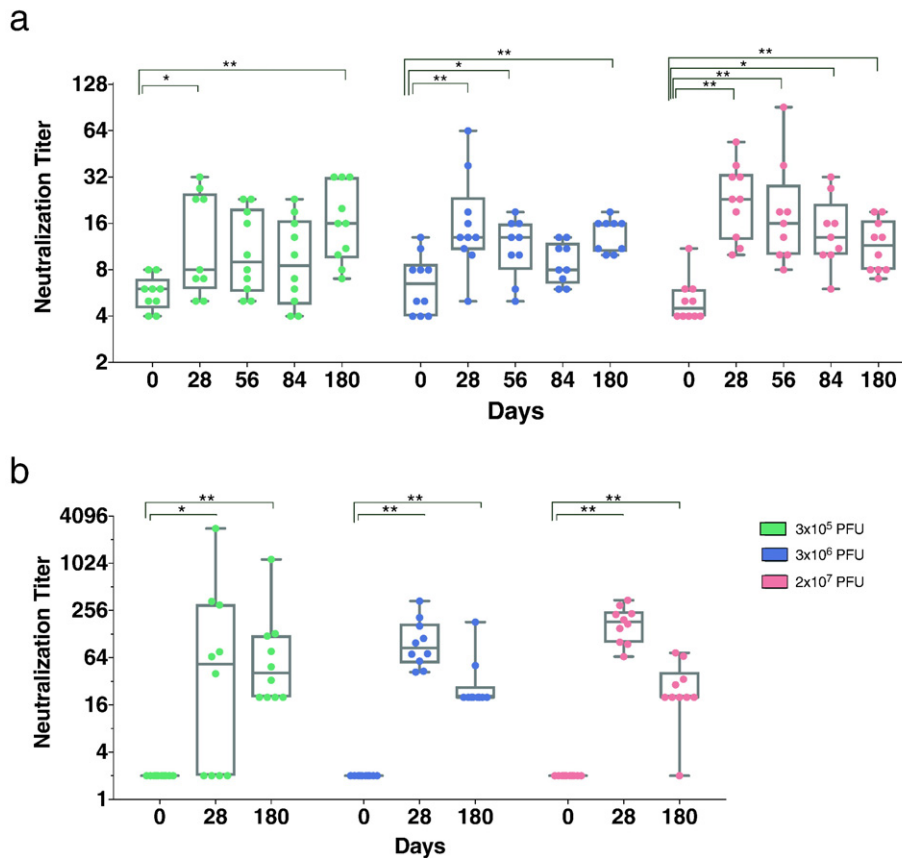 a
** ** **
* * *
** **
**
128
64
32
16
8
4
2
Neutralization Titer
0 28 56 84 180 0 28 56 84 180 0 28 56 84 180
Days
b
** ** **
* ** **
4096
1024
256
64
16
4
1
Neutralization Titer
0 28 180 0 28 180 0 28 180
Days
3x10⁵ PFU
3x10⁶ PFU
2x10⁷ PFU